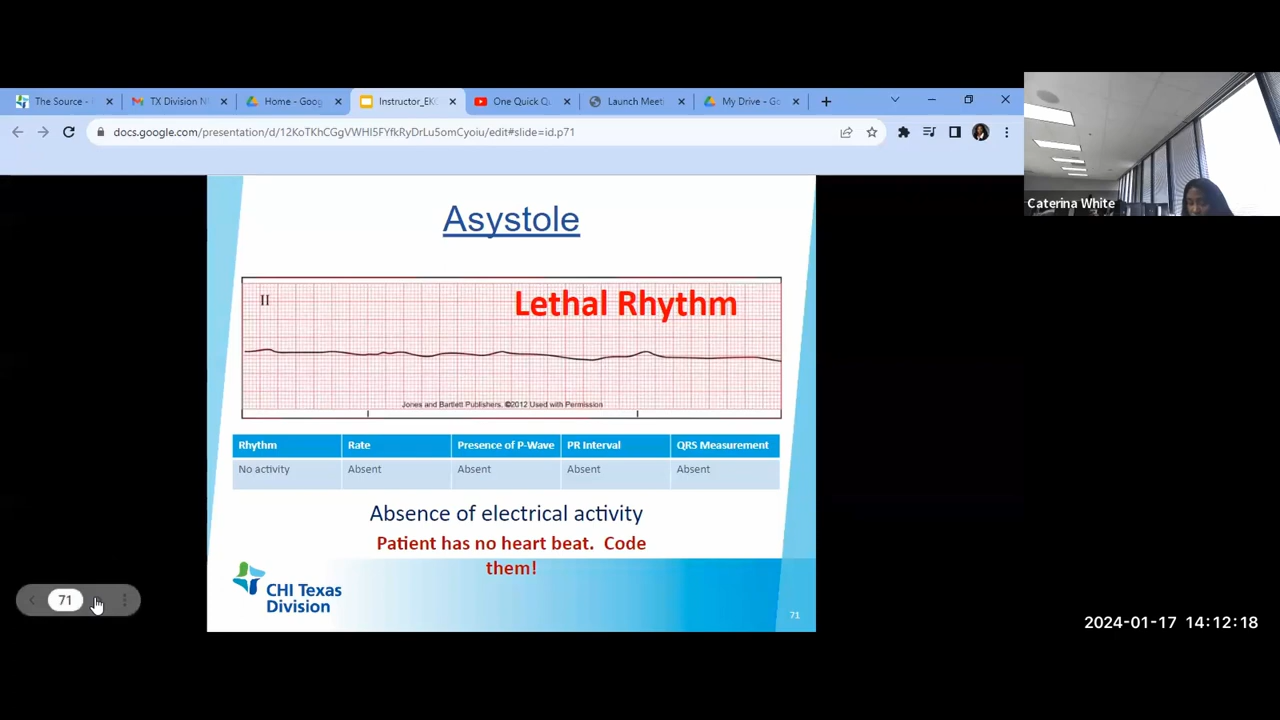 The Source -
TX Division N
Home - Goog
Instructor_EK
One Quick Qu
Launch Meeti
My Drive - Go
docs.google.com/presentation/d/12KoTKhCGgVWHI5FYfkRyDrLu5omCyoiu/edit#slide=id.p71
Caterina White
Asystole
II
Lethal Rhythm
Jones and Bartlett Publishers, ©2012 Used with Permission
Rhythm Rate Presence of P-Wave PR Interval QRS Measurement
No activity Absent Absent Absent Absent
Absence of electrical activity
Patient has no heart beat. Code
them!
CHI Texas
Division
71
71
2024-01-17 14:12:18